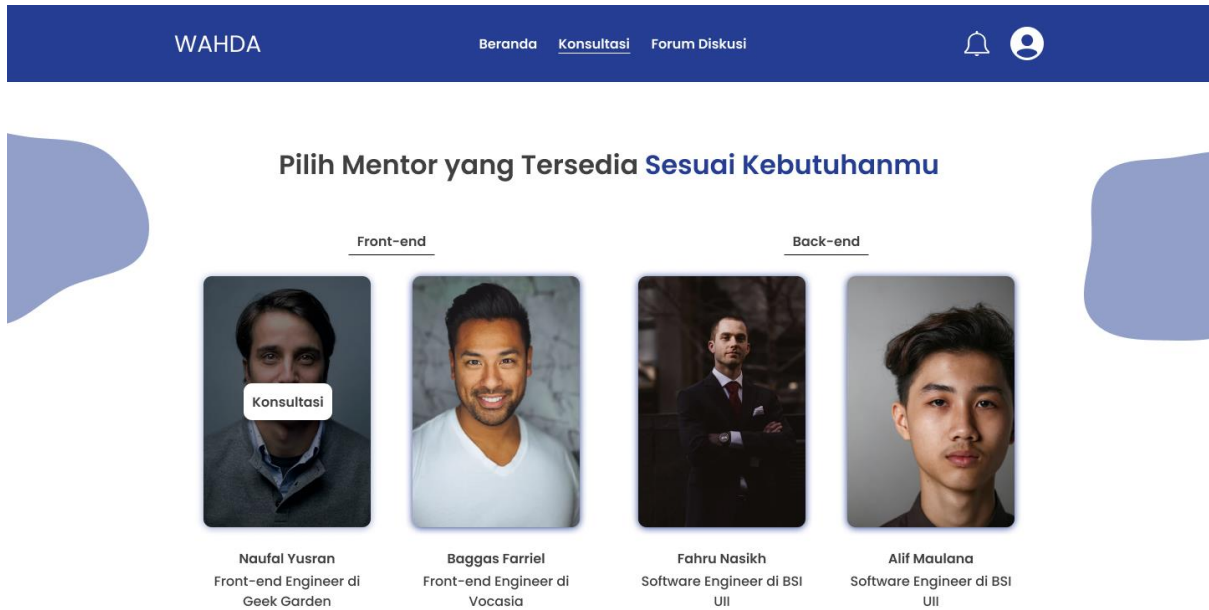 WAHDA
Beranda Konsultasi Forum Diskusi
Pilih Mentor yang Tersedia Sesuai Kebutuhanmu
Front-end
Back-end
Konsultasi
Naufal Yusran
Front-end Engineer di
Geek Garden
Baggas Farriel
Front-end Engineer di
Vocasia
Fahru Nasikh
Software Engineer di BSI
UII
Alif Maulana
Software Engineer di BSI
UII